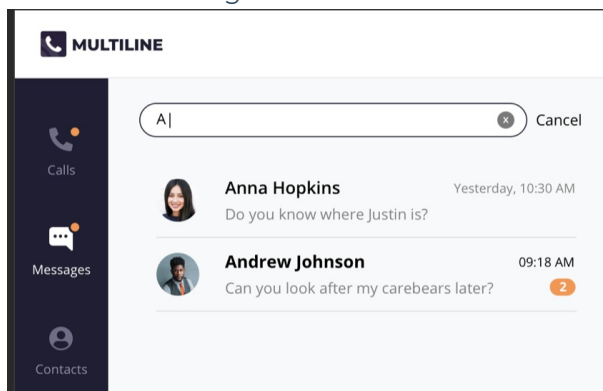 MULTILINE
A
x
Cancel
Calls
Anna Hopkins
Yesterday, 10:30 AM
Do you know where Justin is?
Messages
Andrew Johnson
09:18 AM
Can you look after my carebears later?
2
Contacts